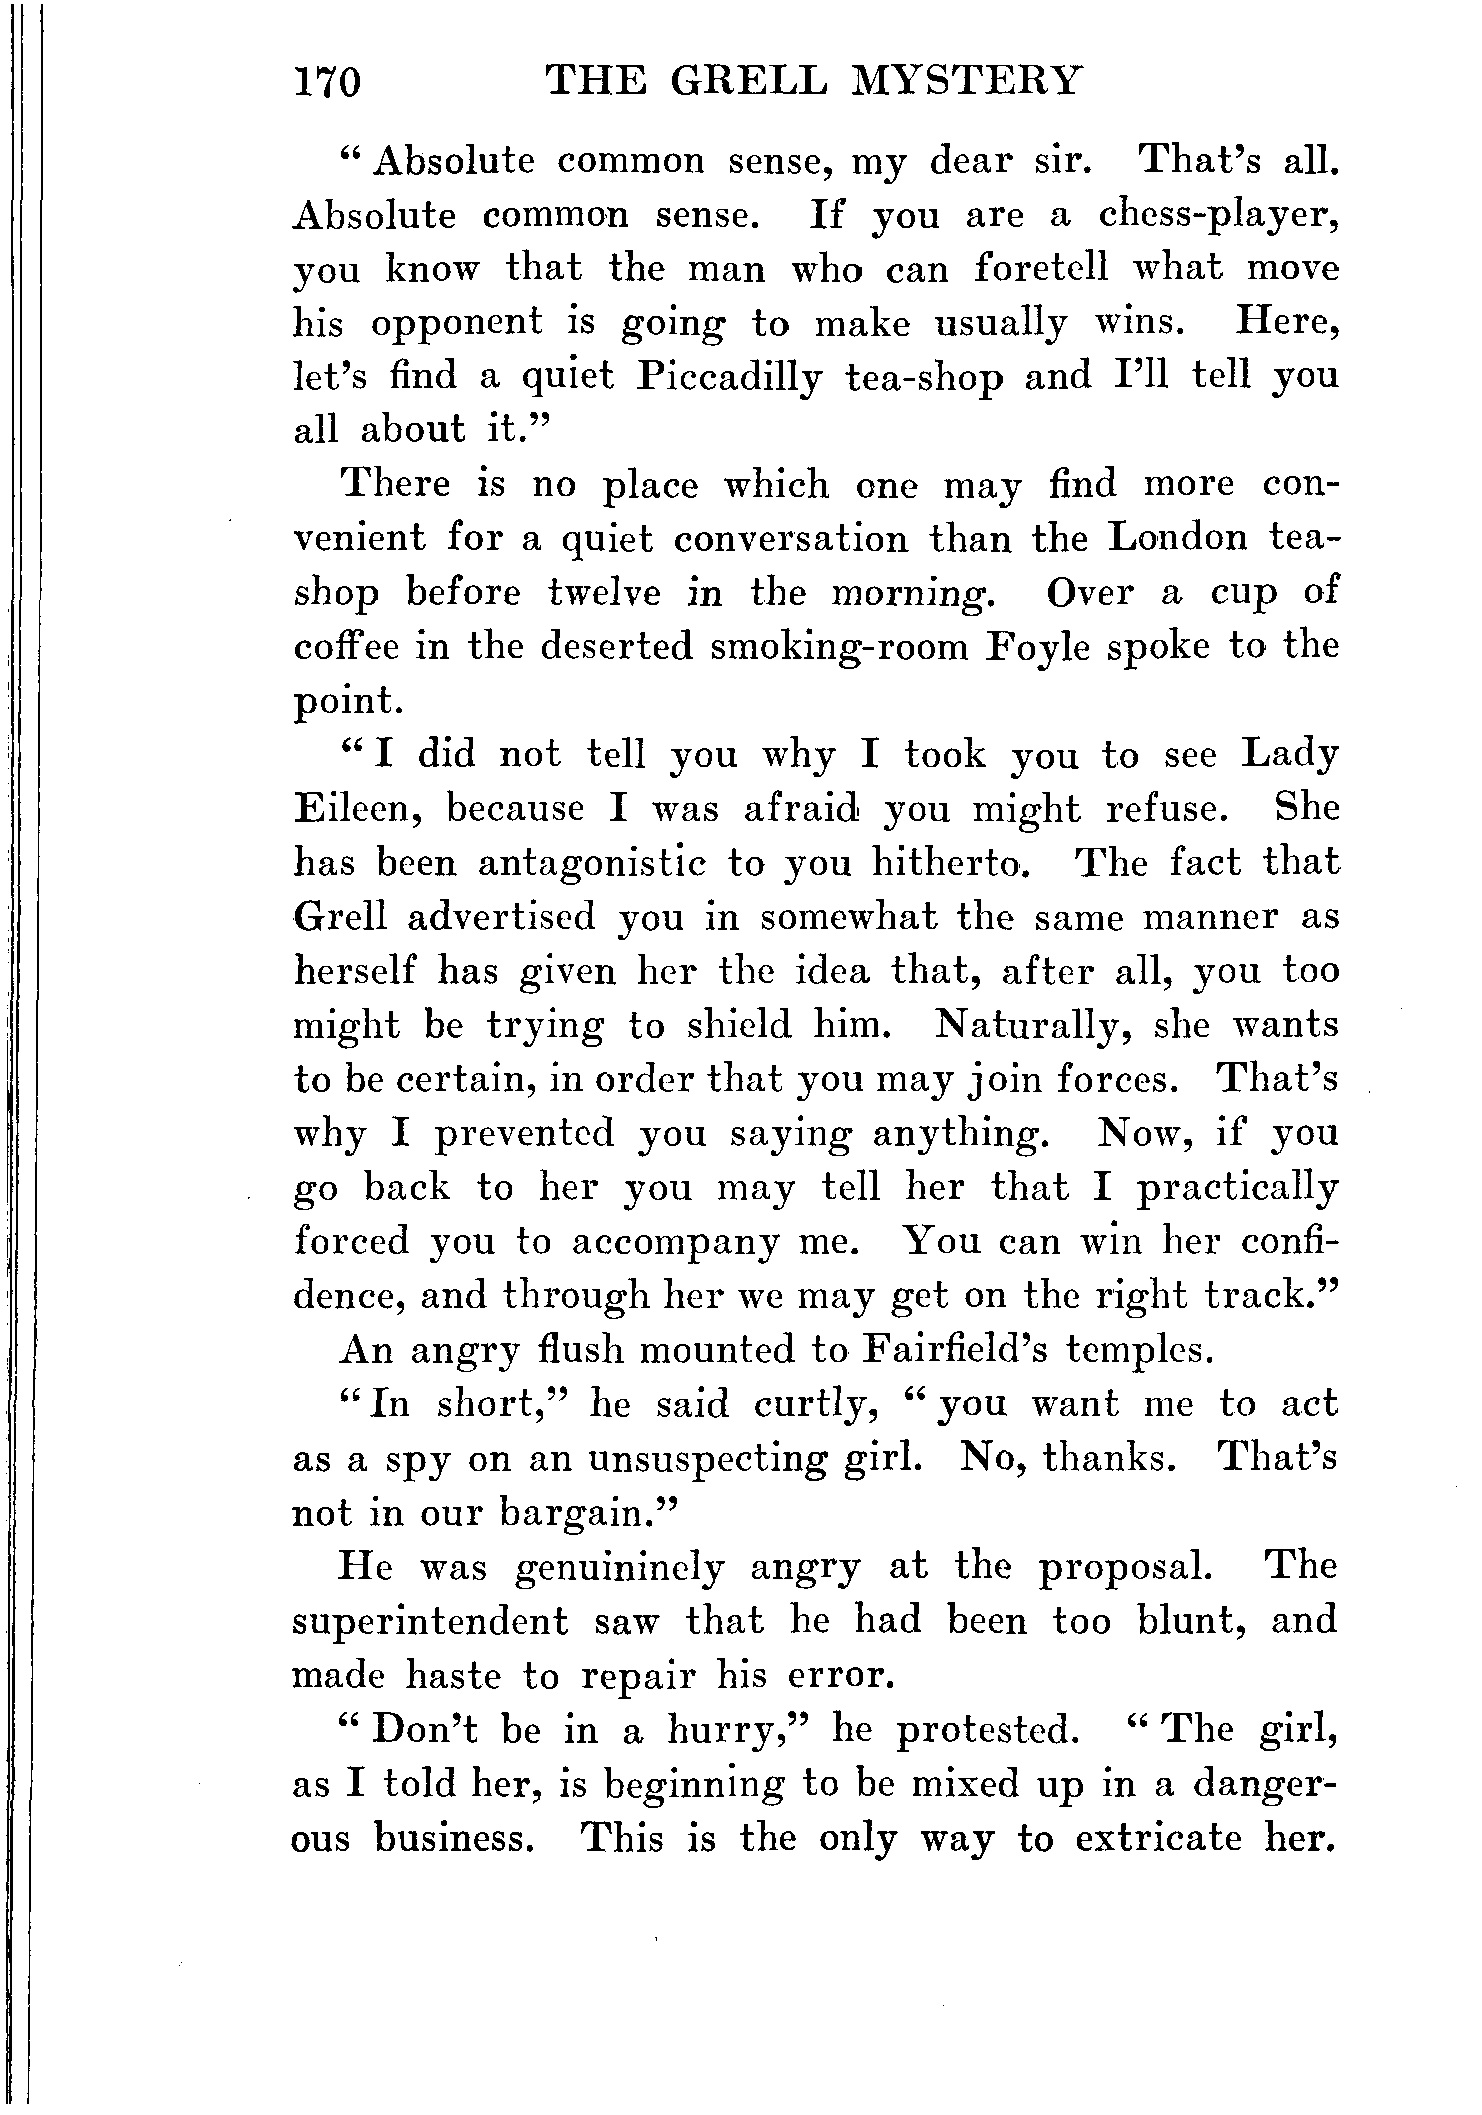 170 THE GRELL MYSTERY
“ Absolute common sense, my dear sir. That’s all.
Absolute common sense. If you are a chess-player,
you know that the man who can foretell what move
his opponent is going to make usually wins. Here,
let’s find a quiet Piccadilly tea-shop and I’ll tell you
all about it.”
There is no place which one may find more con-
venient for a quiet conversation than the London tea-
shop before twelve in the morning. Over a cup of
coffee in the deserted smoking-room Foyle spoke to the
point.
“ I did not tell you why I took you to see Lady
Eileen, because I was afraid you might refuse. She
has been antagonistic to you hitherto. The fact that
Grell advertised you in somewhat the same manner as
herself has given her the idea that, after all, you too
might be trying to shield him. Naturally, she wants
to be certain, in order that you may join forces. That’s
why I prevented you saying anything. Now, if you
go back to her you may tell her that I practically
forced you to accompany me. You can win her confi-
dence, and through her we may get on the right track.”
An angry flush mounted to Fairfield’s temples.
“ In short,” he said curtly, “ you want me to act
as a spy on an unsuspecting girl. No, thanks. That’s
not in our bargain.”
He was genuininely angry at the proposal. The
superintendent saw that he had been too blunt, and
made haste to repair his error.
“ Don’t be in a hurry,” he protested. “ The girl,
as I told her, is beginning to be mixed up in a danger-
ous business. This is the only way to extricate her.